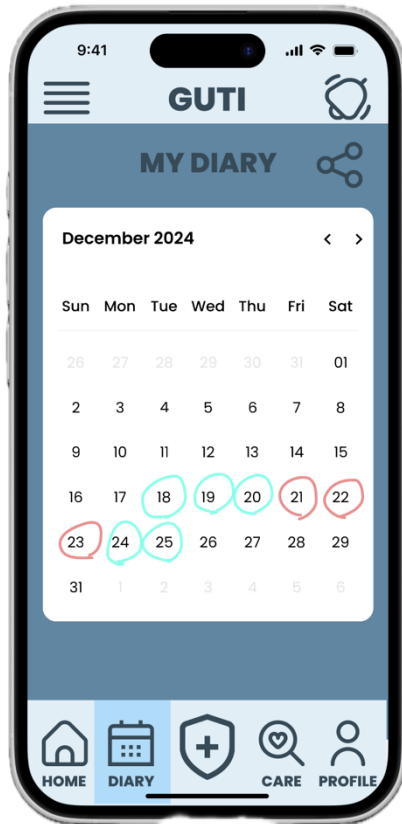 9:41
GUTI
MY DIARY
December 2024
Sun Mon Tue Wed Thu Fri Sat
26 27 28 29 30 31 01
2 3 4 5 6 7 8
9 10 11 12 13 14 15
16 17 18 19 20 21 22
23 24 25 26 27 28 29
31 1 2 3 4 5 6
HOME DIARY CARE PROFILE